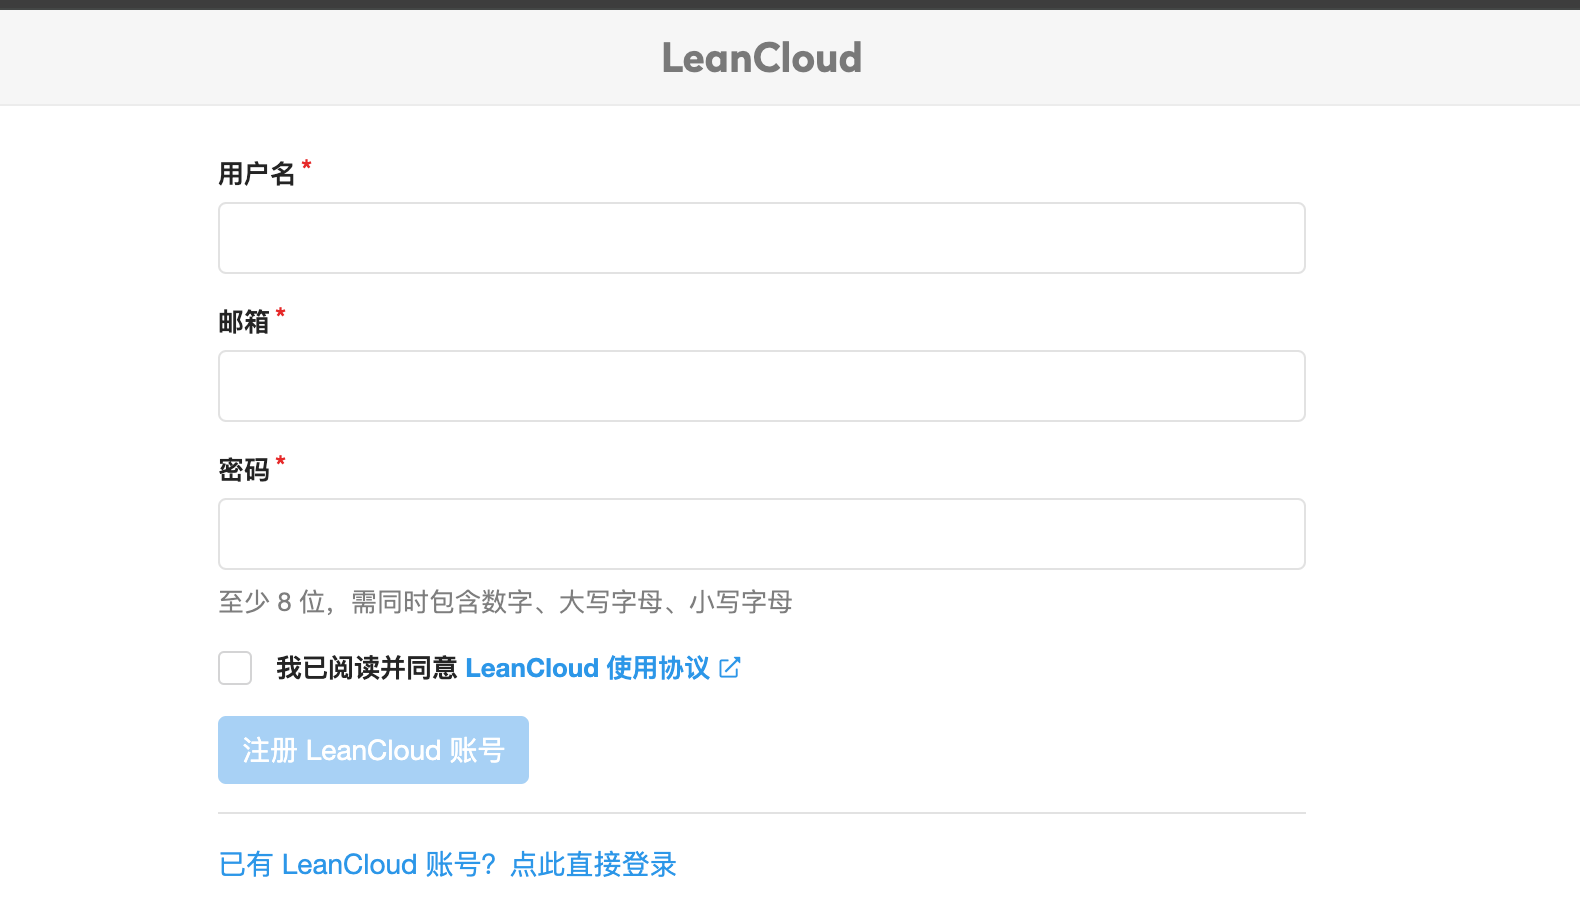 LeanCloud
用户名 *
邮箱 *
密码 *
至少 8 位，需同时包含数字、大写字母、小写字母
我已阅读并同意 LeanCloud 使用协议
注册 LeanCloud 账号
已有 LeanCloud 账号？点此直接登录